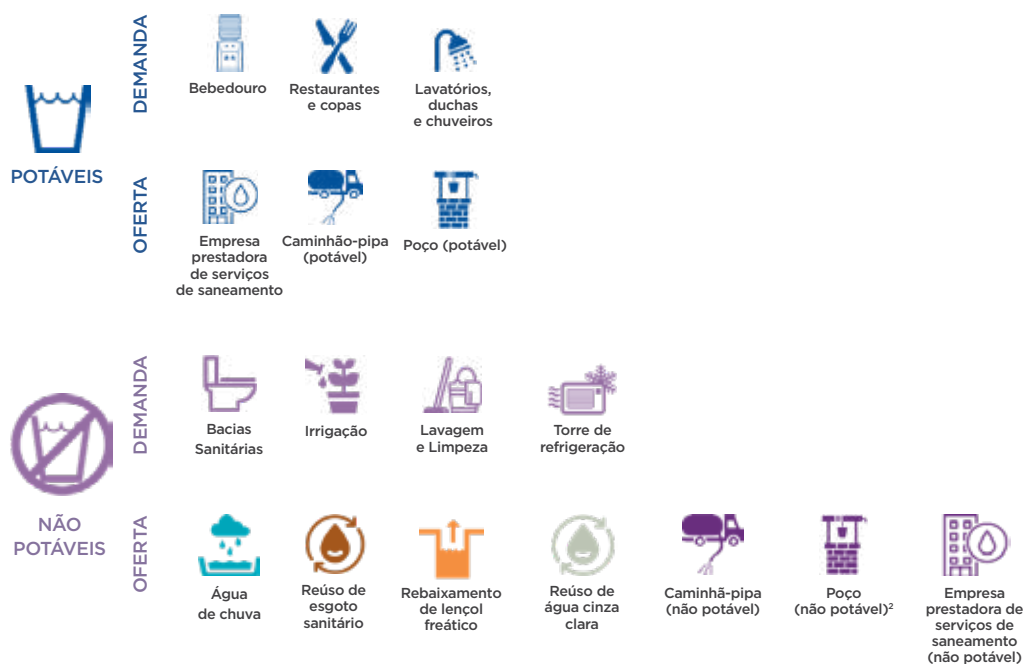 POTÁVEIS
DEMANDA
Bebedouro
Restaurantes
e copas
Lavatórios,
duchas
e chuveiros
OFERTA
Empresa
prestadora
de serviços
de saneamento
Caminhão-pipa
(potável)
Poço (potável)
NÃO
POTÁVEIS
DEMANDA
Bacias
Sanitárias
Irrigação
Lavagem
e Limpeza
Torre de
refrigeração
OFERTA
Água
de chuva
Reúso de
esgoto
sanitário
Rebaixamento
de lençol
freático
Reúso de
água cinza
clara
Caminhã-pipa
(não potável)
Poço
(não potável)²
Empresa
prestadora de
serviços de
saneamento
(não potável)